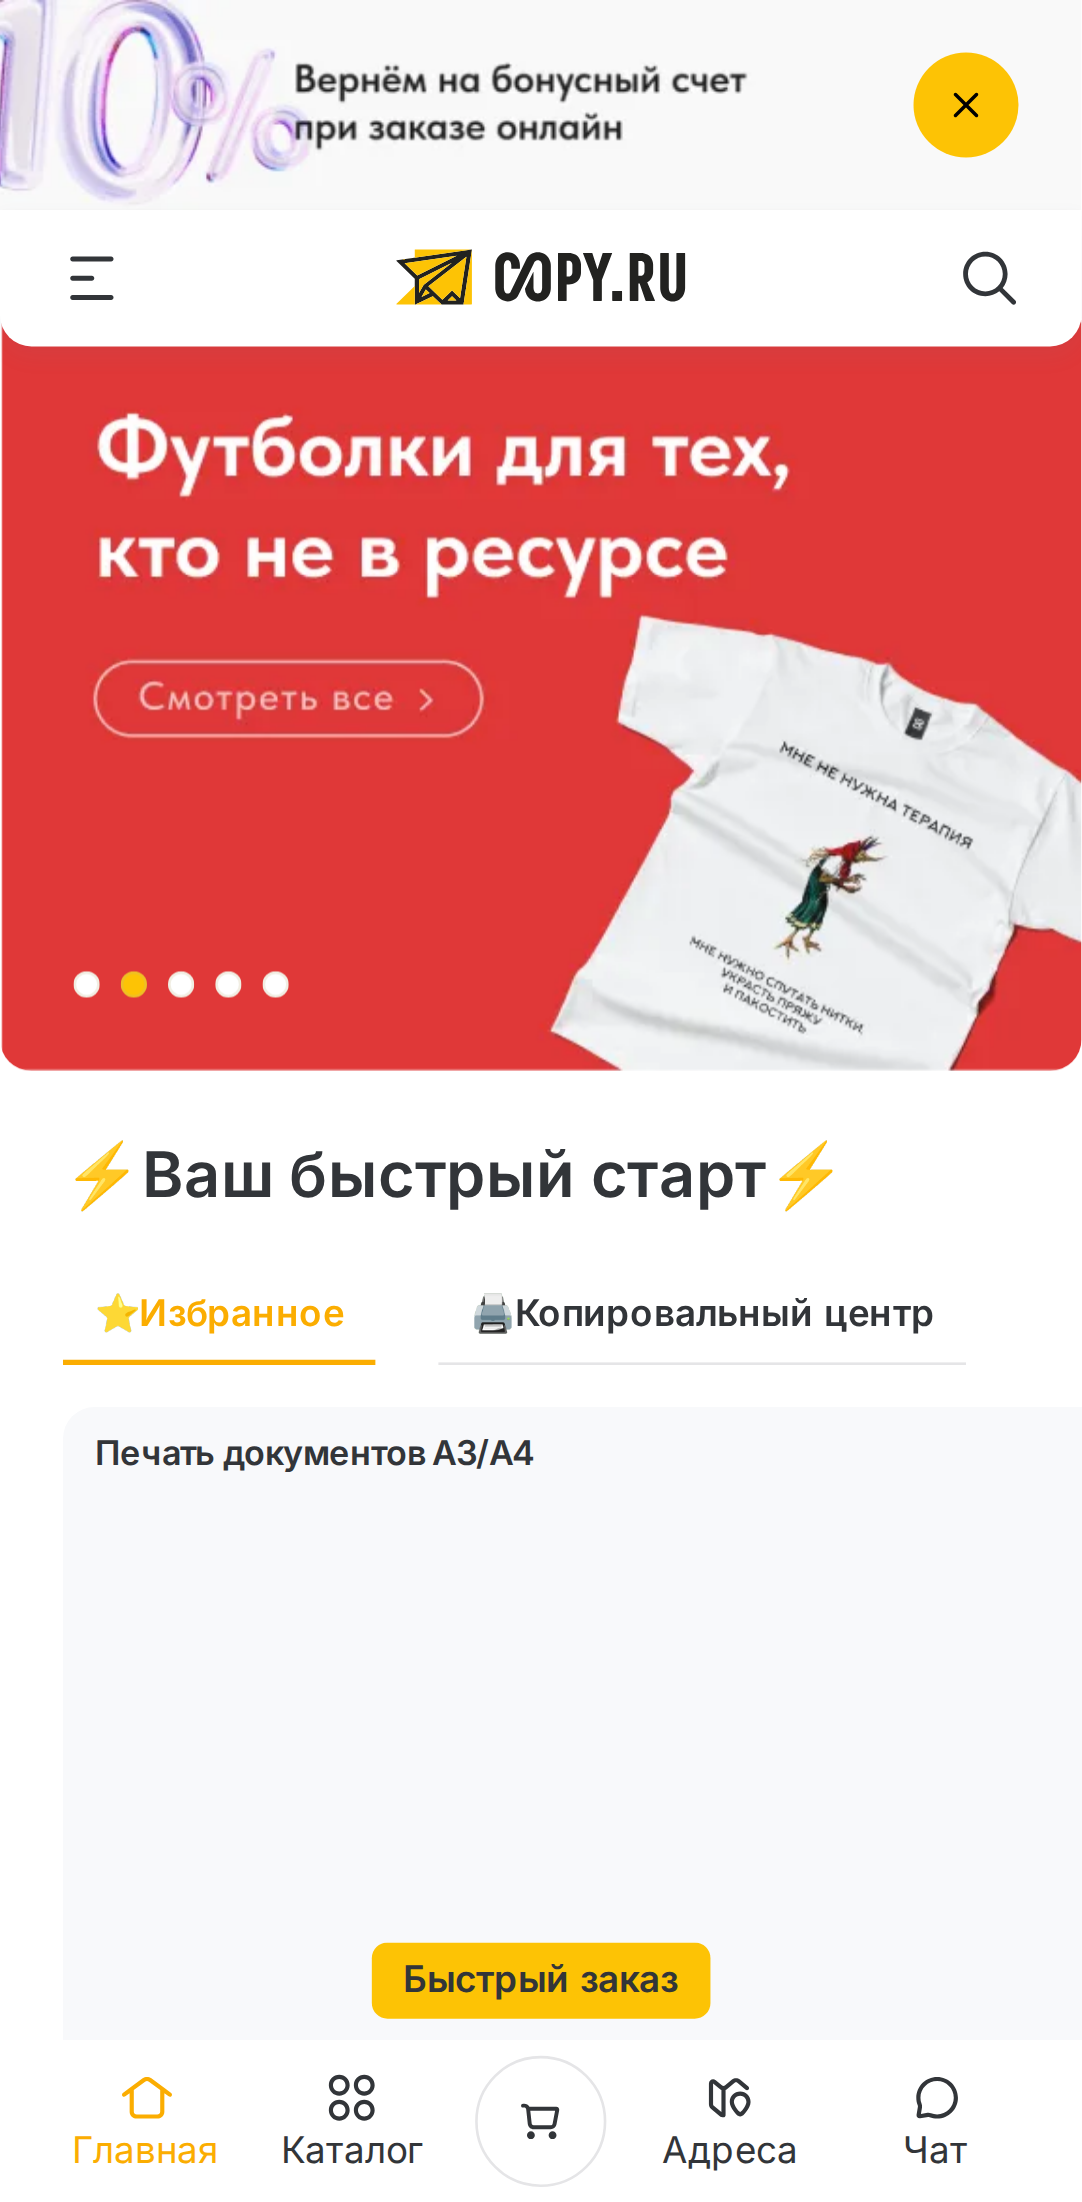 10%
Вернём на бонусный счет
при заказе онлайн
COPY.RU
Футболки для тех,
кто не в ресурсе
Смотреть все
МНЕ НЕ НУЖНА ТЕРАПИЯ
МНЕ НУЖНО СПУТАТЬ НИТКИ,
УКРАСТЬ ПРЯЖУ
И ПАКОСТИТЬ
⚡Ваш быстрый старт⚡
⭐Избранное
🖨️Копировальный центр
Печать документов А3/А4
Быстрый заказ
Главная
Каталог
Адреса
Чат